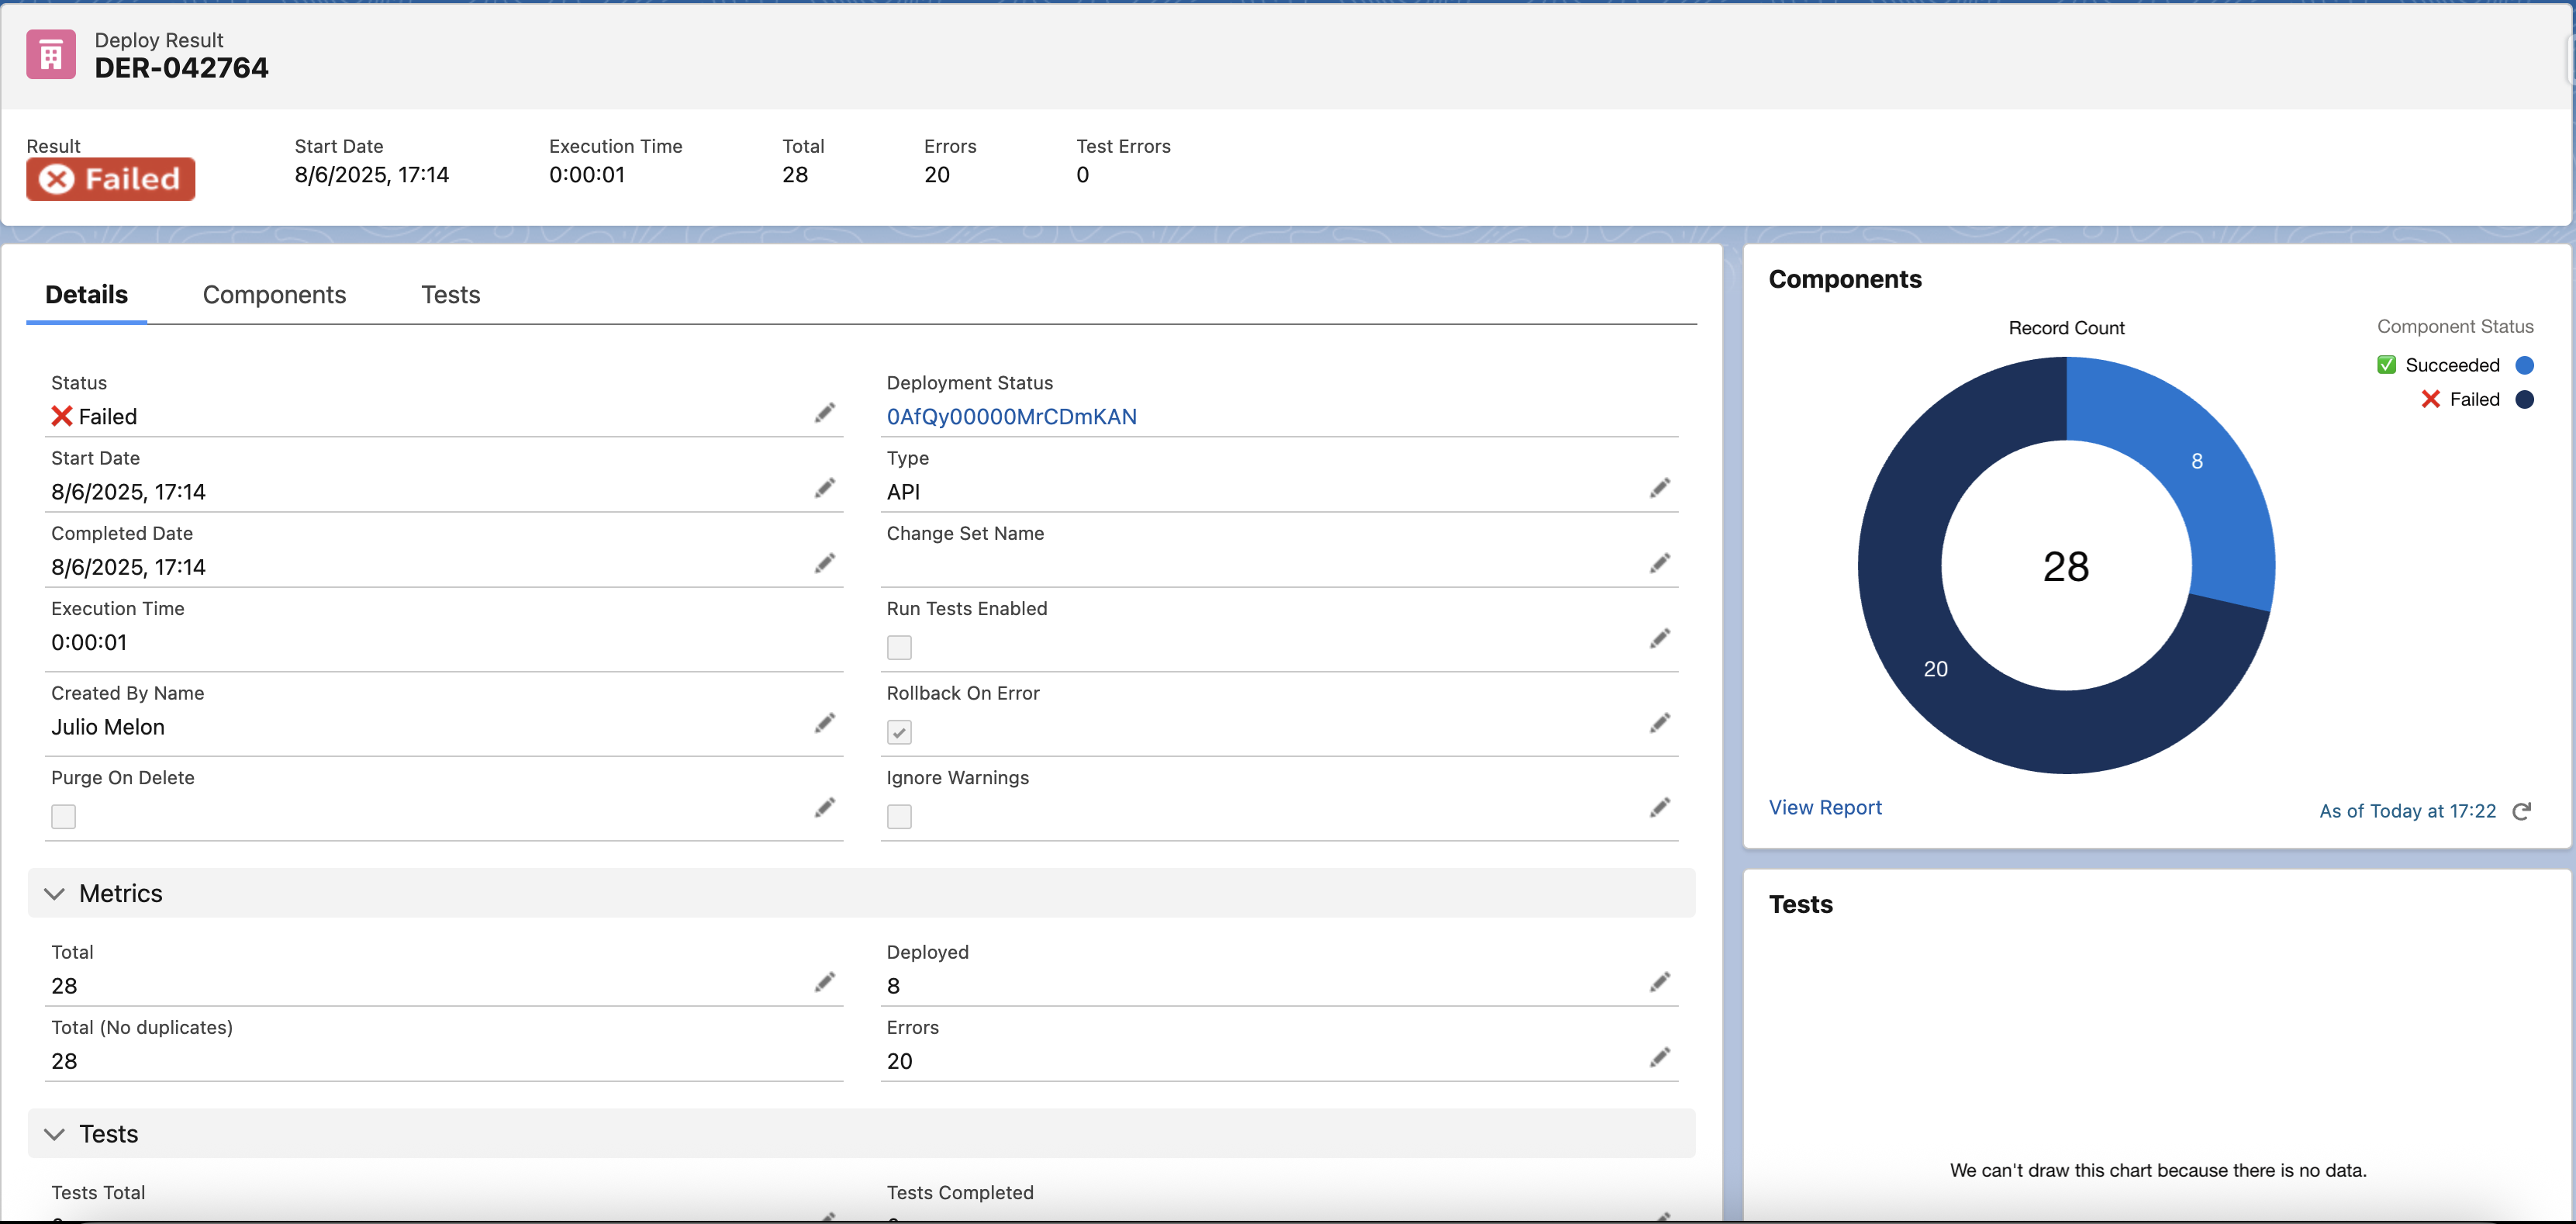 Deploy Result
DER-042764
Result
Failed
Start Date
8/6/2025, 17:14
Execution Time
0:00:01
Total
28
Errors
20
Test Errors
0
Details
Components
Tests
Status
Failed
Deployment Status
0AfQy00000MrCDmKAN
Start Date
8/6/2025, 17:14
Type
API
Completed Date
8/6/2025, 17:14
Change Set Name
Execution Time
0:00:01
Run Tests Enabled
Created By Name
Julio Melon
Rollback On Error
Purge On Delete
Ignore Warnings
Metrics
Total
28
Deployed
8
Total (No duplicates)
28
Errors
20
Tests
Tests Total
Tests Completed
Components
Record Count
Component Status
Succeeded
Failed
8
28
20
View Report
As of Today at 17:22
Tests
We can't draw this chart because there is no data.